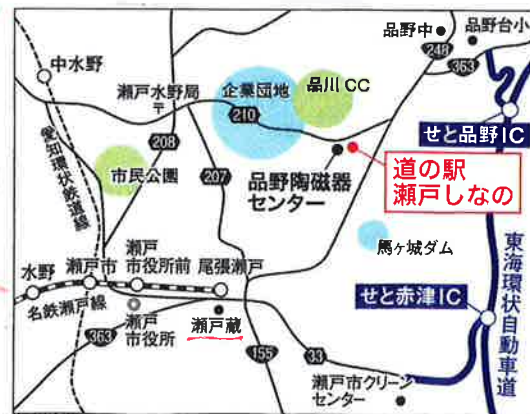 品野中
品野台小
248
363
中水野
瀬戸水野局
〒
企業団地
210
品川 CC
せと品野IC
愛知環状鉄道線
208
市民公園
207
品野陶磁器
センター
道の駅
瀬戸しなの
馬ヶ城ダム
東海環状自動車道
水野
瀬戸市
瀬戸
市役所前
尾張瀬戸
名鉄瀬戸線
瀬戸
市役所
瀬戸蔵
せと赤津IC
363
155
33
瀬戸市クリーン
センター